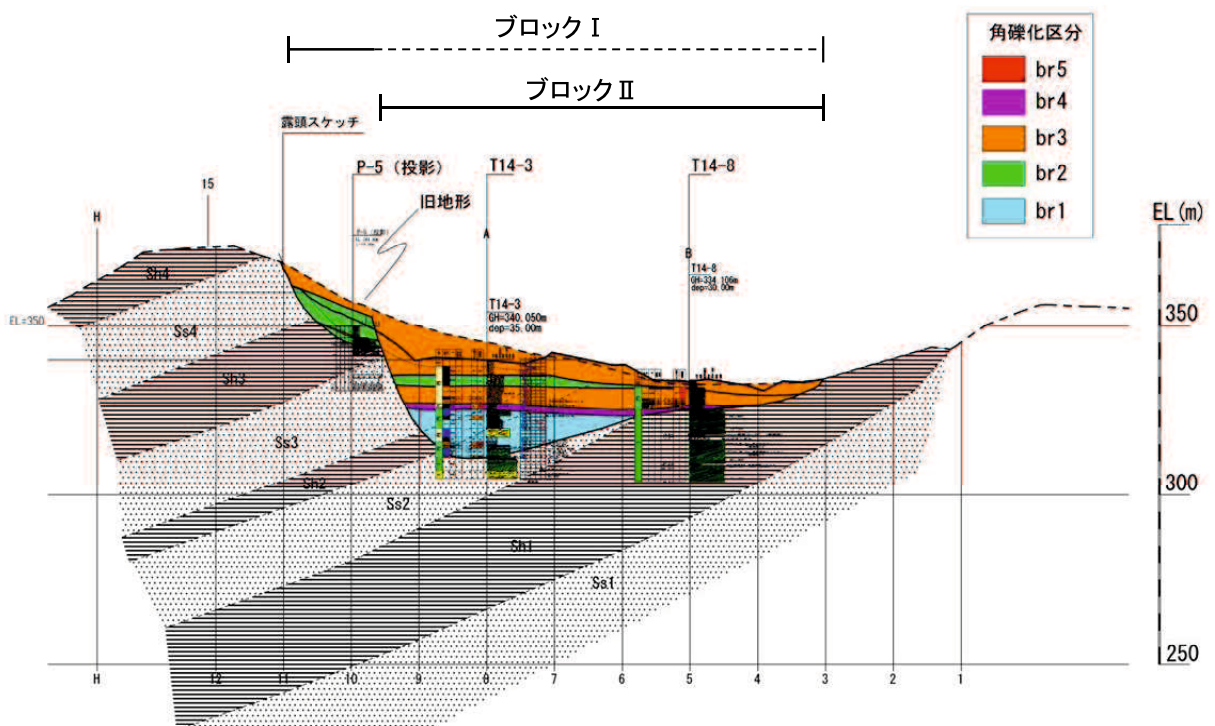 ブロックⅠ
ブロックⅡ
角礫化区分
br5
br4
br3
br2
br1
露頭スケッチ
P-5 (投影)
T14-3
T14-8
旧地形
15
H
EL(m)
A
B
T14-8
GH=334.106m
dep=30.00m
T14-3
GH=340.050m
dep=35.00m
P-5 (投影)
EL=350
350
300
250
Sh4
Ss4
Sh3
Ss3
Sh2
Ss2
Sh1
Ss1
H
12
11
10
9
8
7
6
5
4
3
2
1